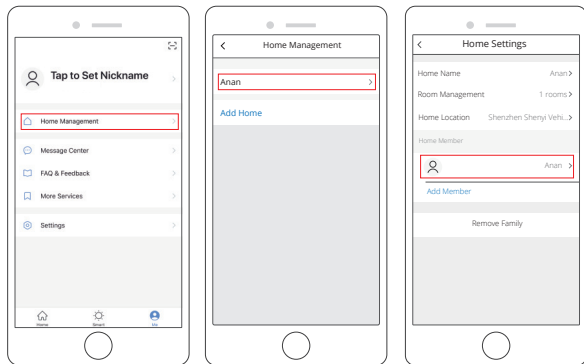 Tap to Set Nickname
Home Management
Message Center
FAQ & Feedback
More Services
Settings
Home
Smart
Me
Home Management
Anan
Add Home
Home Settings
Home Name Anan
Room Management 1 rooms
Home Location Shenzhen Shenyi Vehi...
Home Member
Anan
Add Member
Remove Family